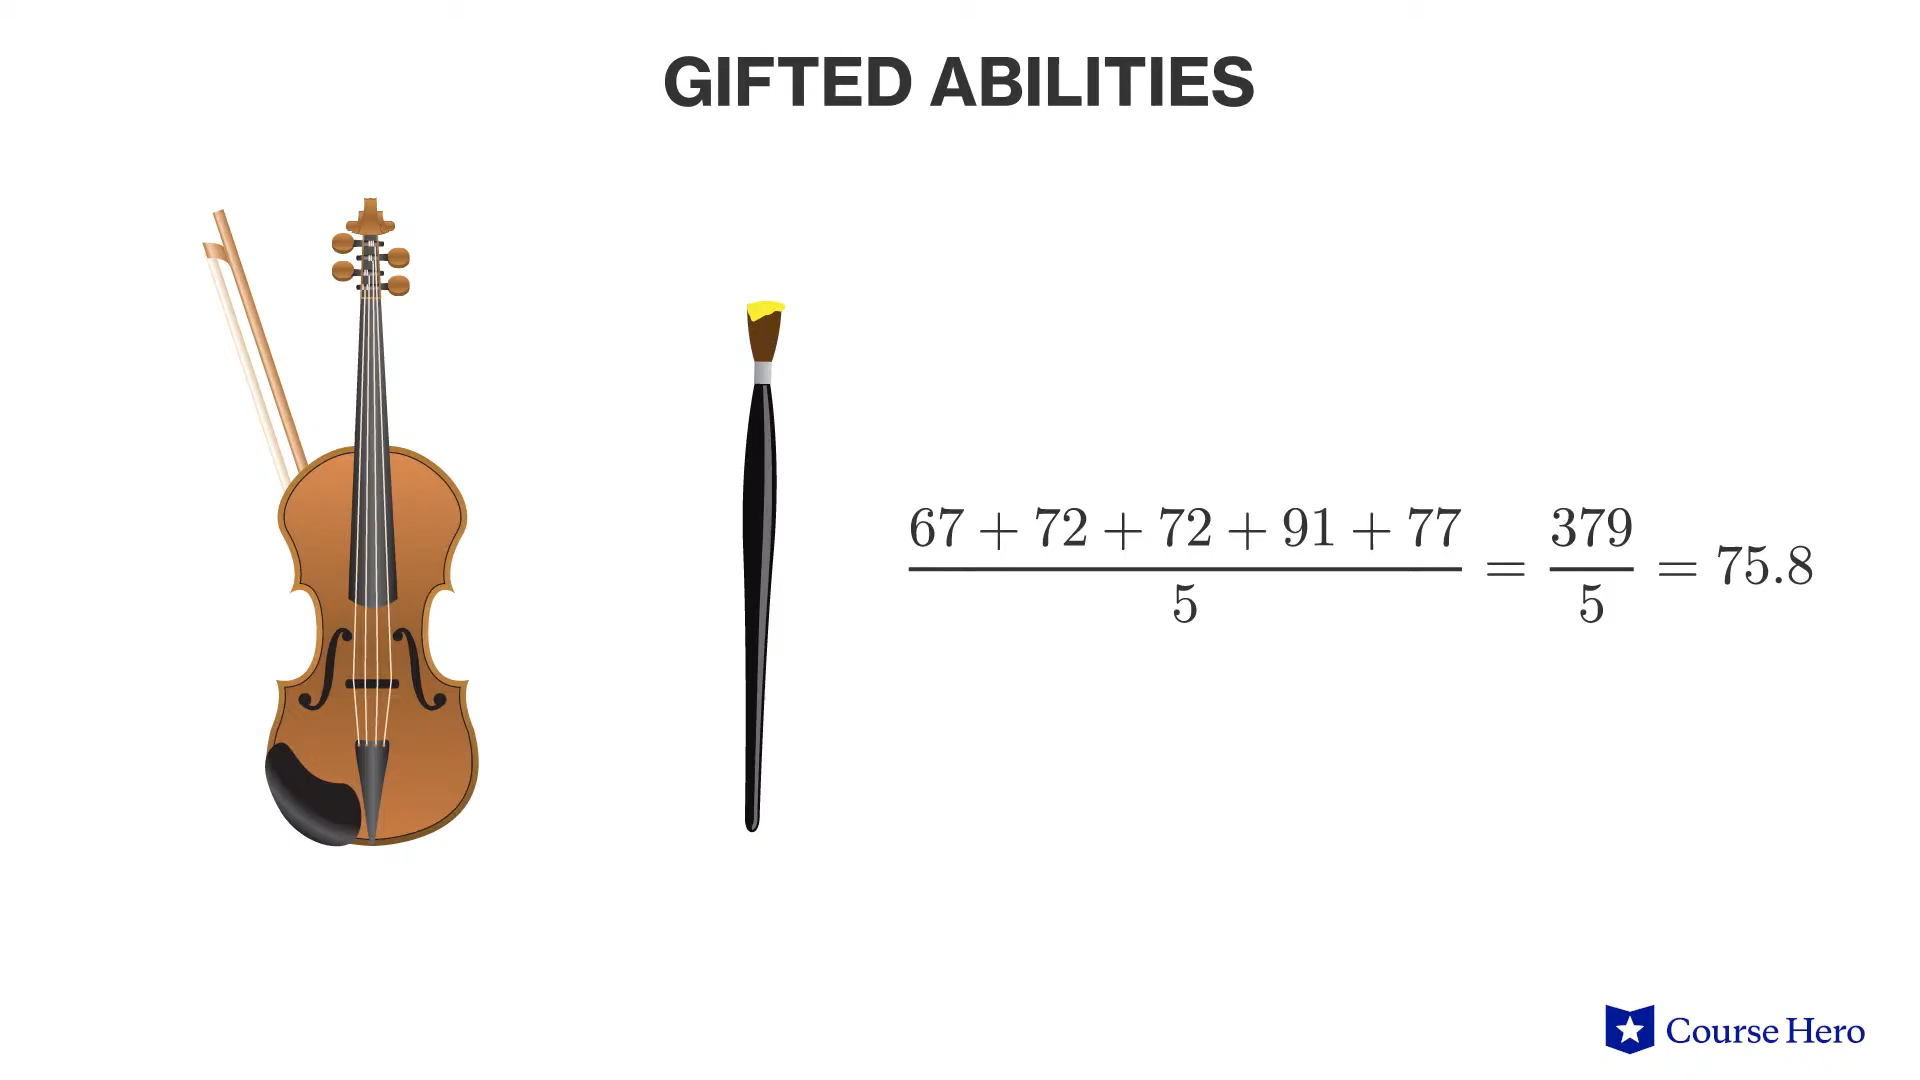 GIFTED ABILITIES
67 + 72 + 72 + 91 + 77 / 5 = 379 / 5 = 75.8
Course Hero